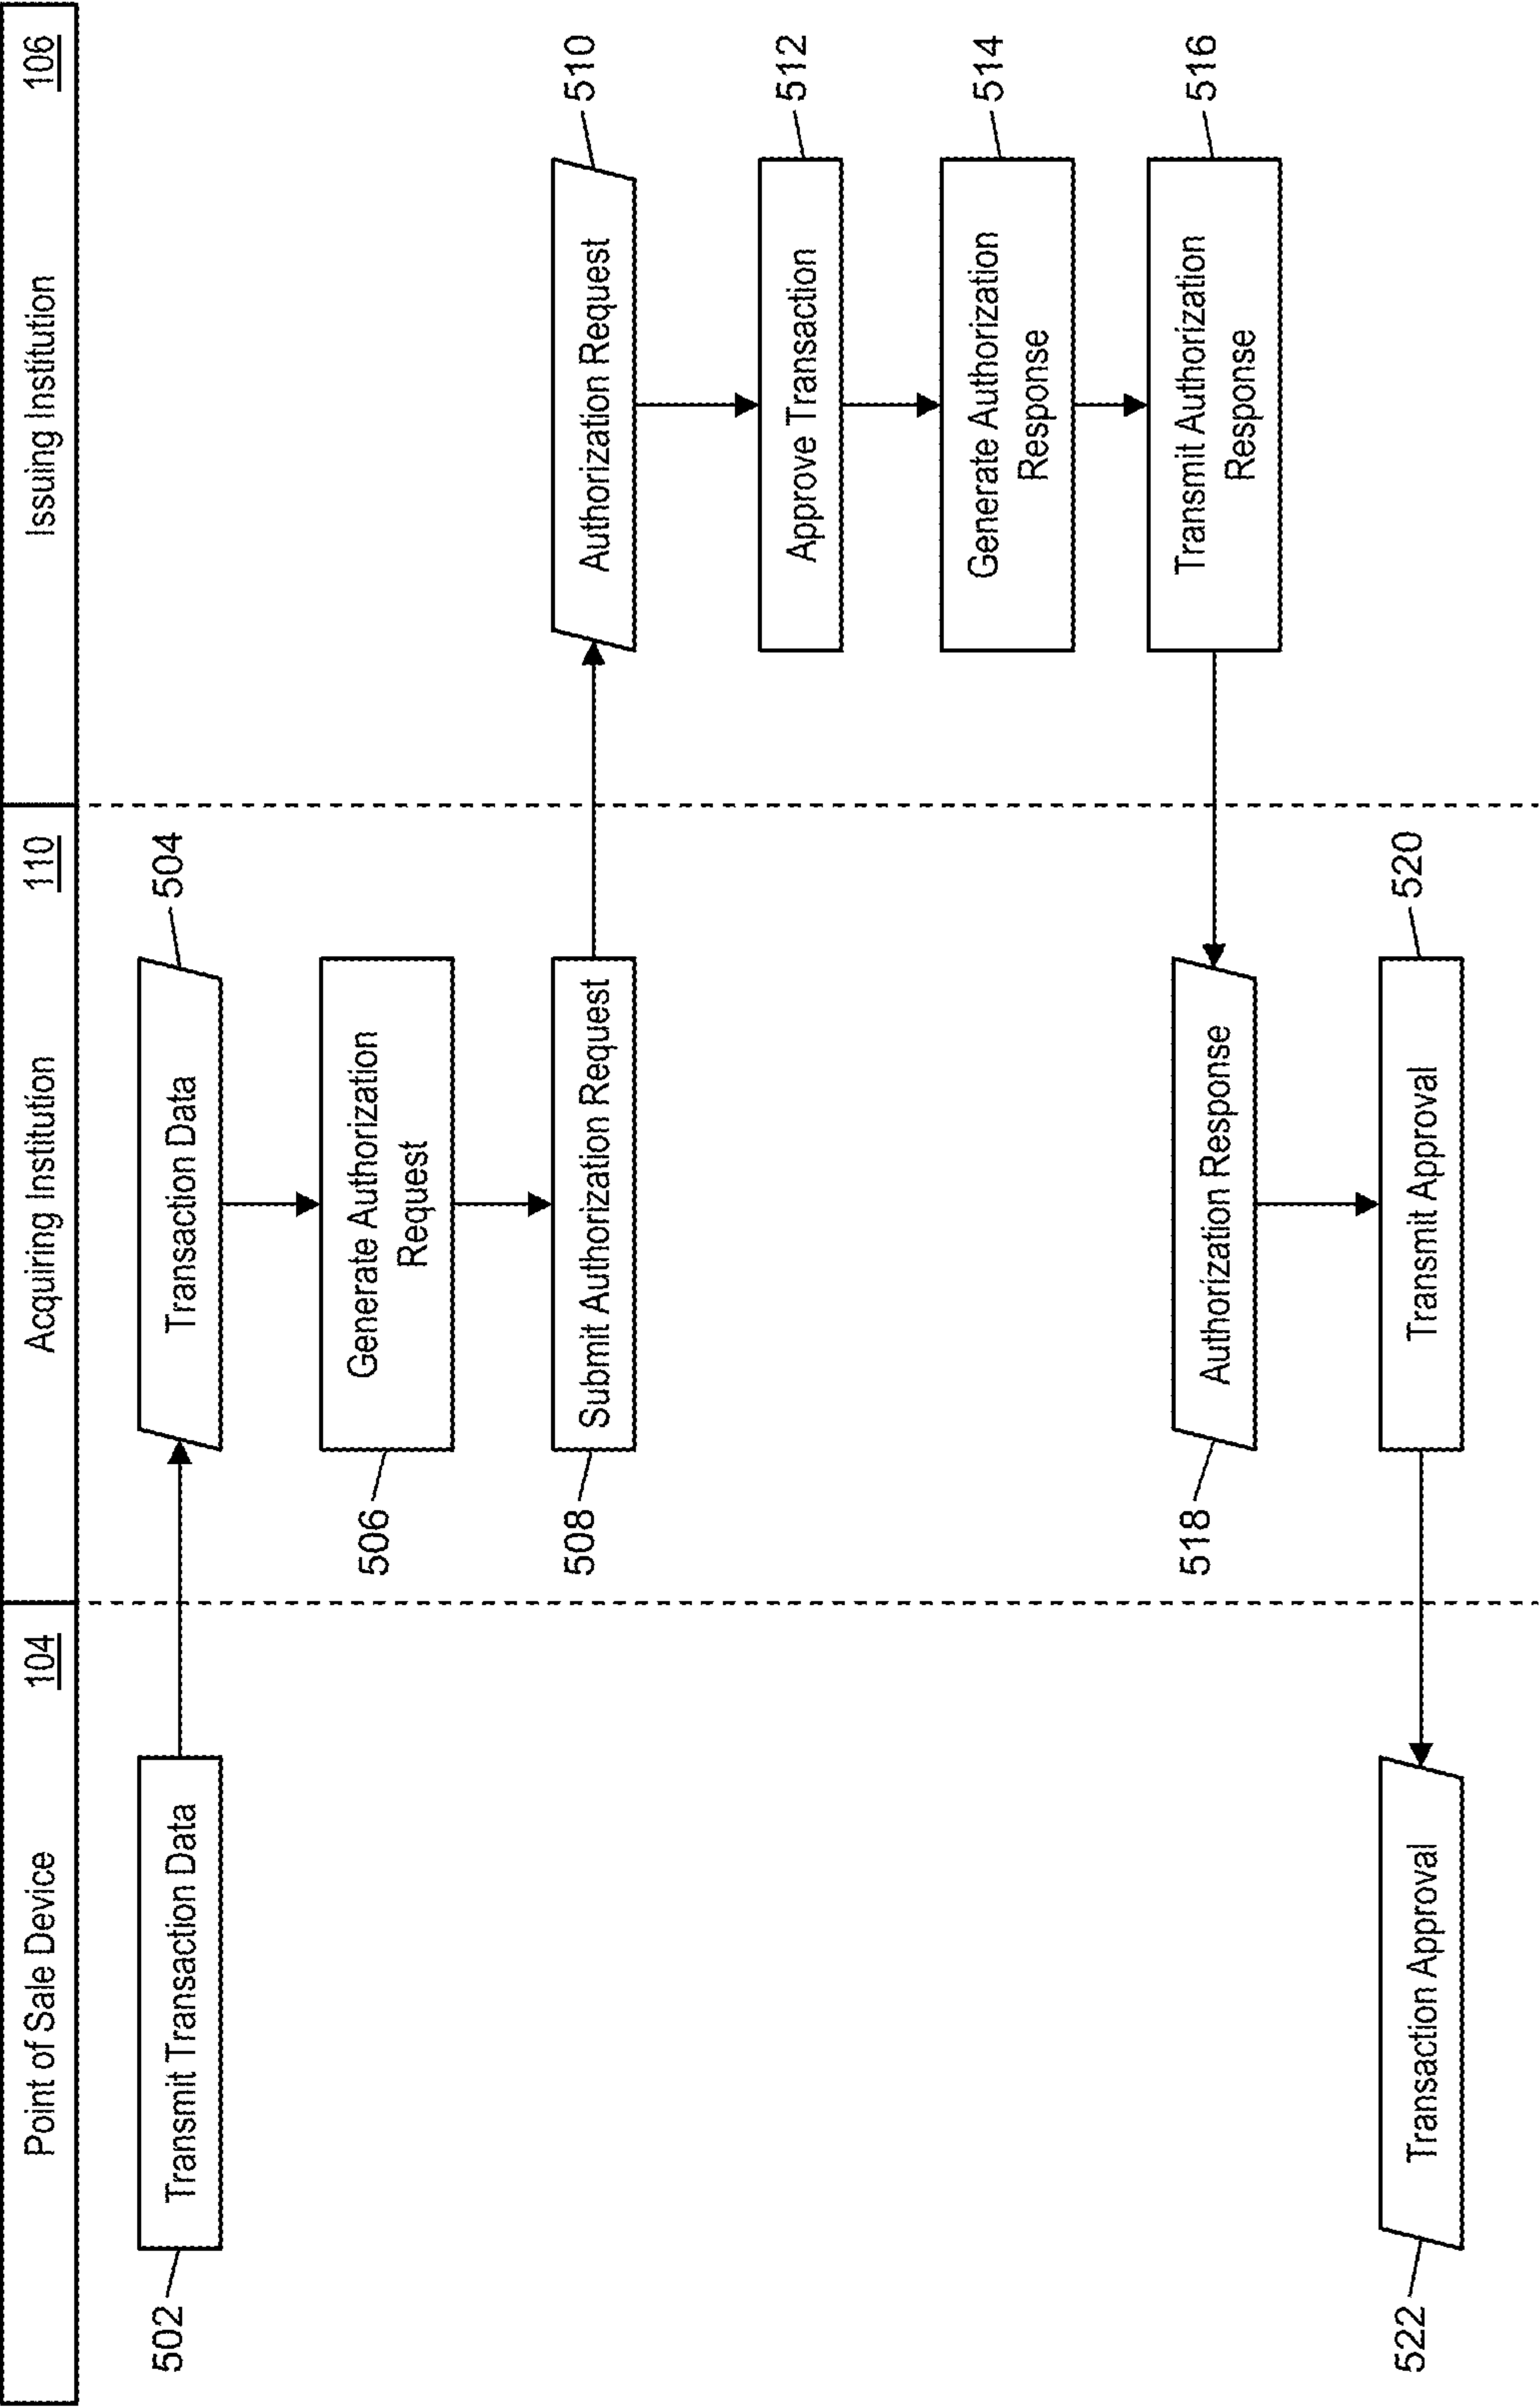 Point of Sale Device
104
Acquiring Institution
110
Issuing Institution
106
502
Transmit Transaction Data
Transaction Data
504
506
Generate Authorization
Request
508
Submit Authorization Request
Authorization Request
510
Approve Transaction
512
Generate Authorization
Response
514
Transmit Authorization
Response
516
518
Authorization Response
Transmit Approval
520
522
Transaction Approval